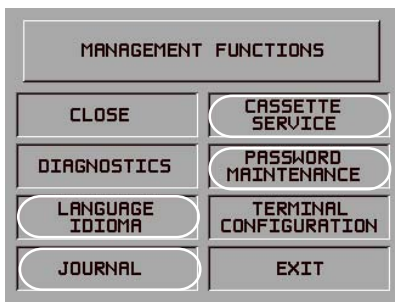 MANAGEMENT FUNCTIONS
CLOSE
CASSETTE
SERVICE
DIAGNOSTICS
PASSWORD
MAINTENANCE
LANGUAGE
IDIOMA
TERMINAL
CONFIGURATION
JOURNAL
EXIT